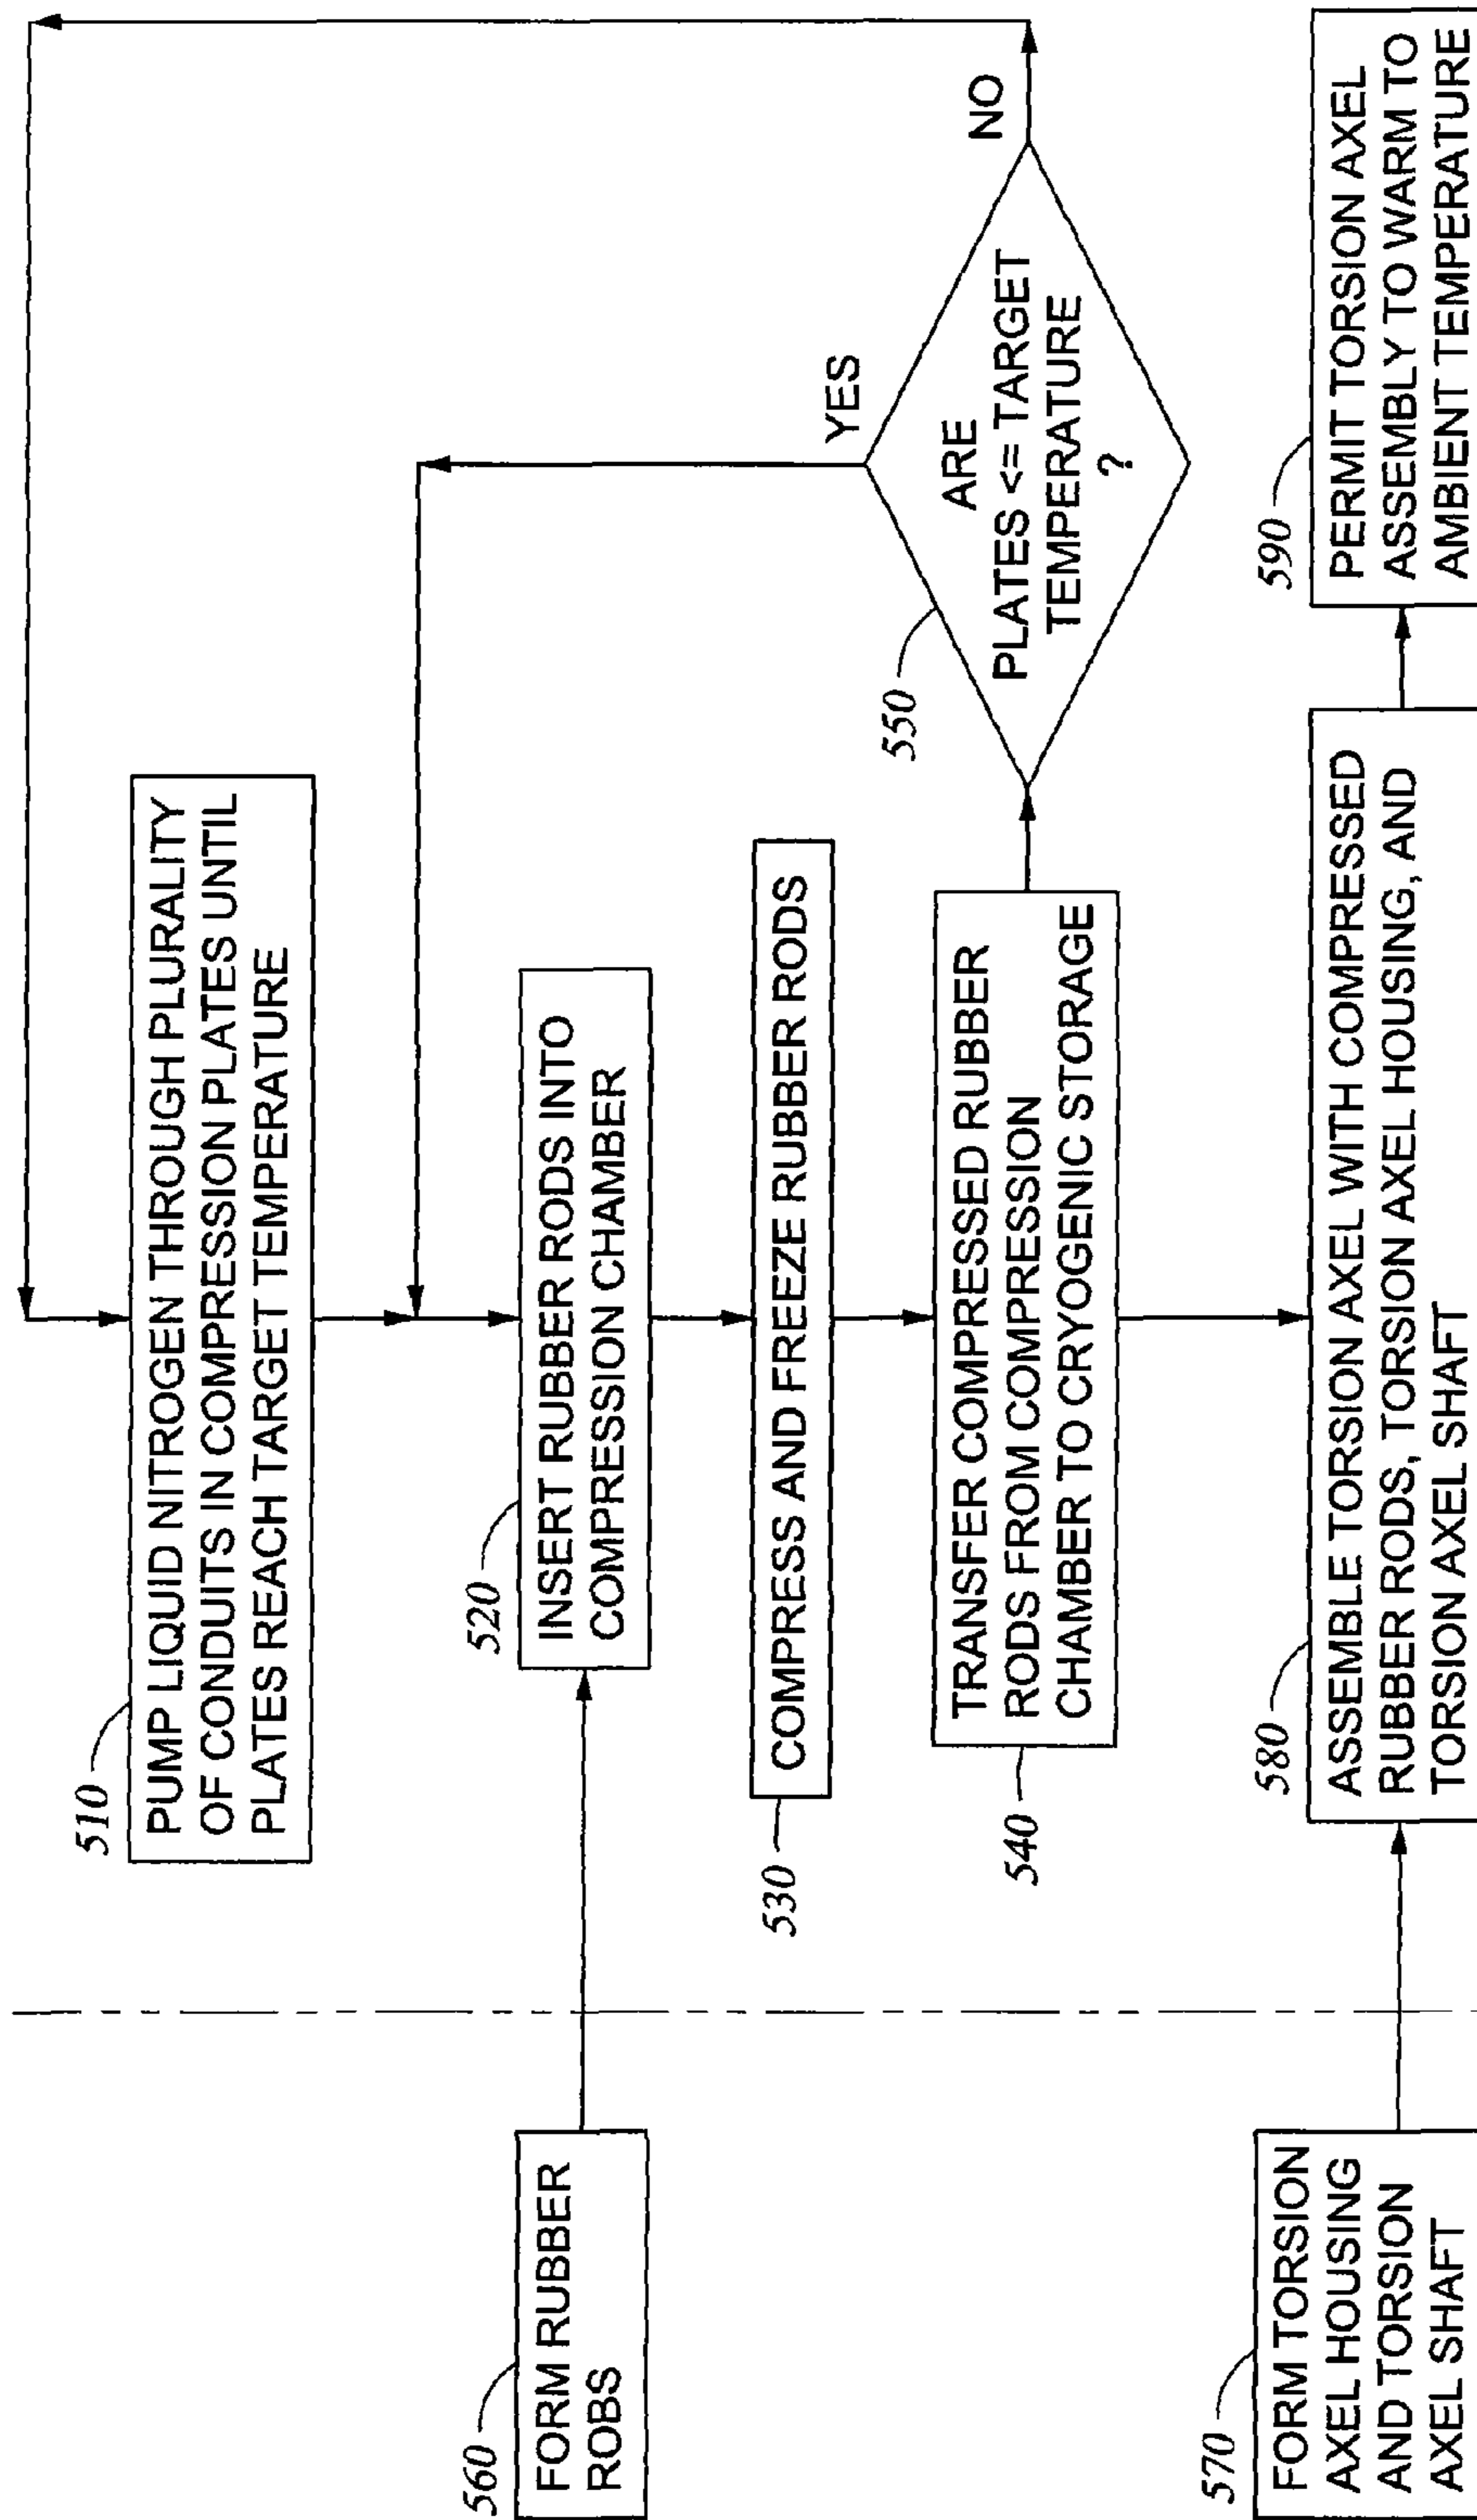 510
PUMP LIQUID NITROGEN THROUGH PLURALITY
OF CONDUITS IN COMPRESSION PLATES UNTIL
PLATES REACH TARGET TEMPERATURE
560
FORM RUBBER
ROBS
520
INSERT RUBBER RODS INTO
COMPRESSION CHAMBER
530
COMPRESS AND FREEZE RUBBER RODS
540
TRANSFER COMPRESSED RUBBER
RODS FROM COMPRESSION
CHAMBER TO CRYOGENIC STORAGE
550
ARE
PLATES <= TARGET
TEMPERATURE
?
YES
NO
570
FORM TORSION
AXEL HOUSING
AND TORSION
AXEL SHAFT
580
ASSEMBLE TORSION AXEL WITH COMPRESSED
RUBBER RODS, TORSION AXEL HOUSING, AND
TORSION AXEL SHAFT
590
PERMIT TORSION AXEL
ASSEMBLY TO WARM TO
AMBIENT TEMPERATURE